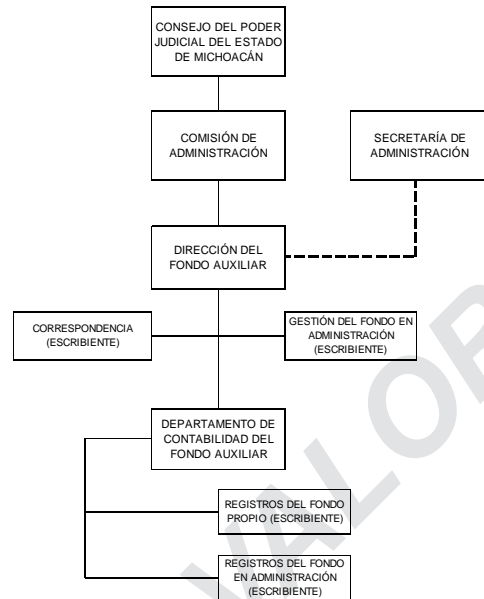 CONSEJO DEL PODER
JUDICIAL DEL ESTADO
DE MICHOACÁN
COMISIÓN DE
ADMINISTRACIÓN
SECRETARÍA DE
ADMINISTRACIÓN
DIRECCIÓN DEL
FONDO AUXILIAR
CORRESPONDENCIA
(ESCRIBIENTE)
GESTIÓN DEL FONDO EN
ADMINISTRACIÓN
(ESCRIBIENTE)
DEPARTAMENTO DE
CONTABILIDAD DEL
FONDO AUXILIAR
REGISTROS DEL FONDO
PROPIO (ESCRIBIENTE)
REGISTROS DEL FONDO
EN ADMINISTRACIÓN
(ESCRIBIENTE)
VALOR